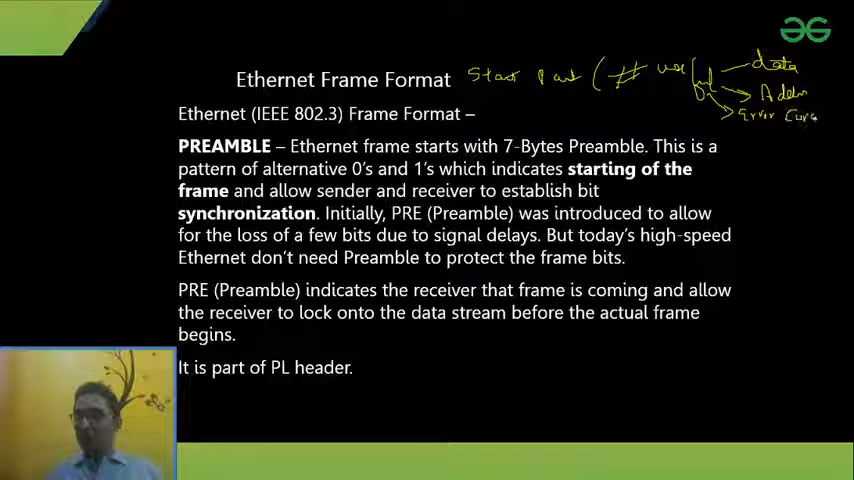 Ethernet Frame Format start part ( # use
data
Error
Ethernet (IEEE 802.3) Frame Format –
PREAMBLE – Ethernet frame starts with 7-Bytes Preamble. This is a
pattern of alternative 0's and 1's which indicates starting of the
frame and allow sender and receiver to establish bit
synchronization. Initially, PRE (Preamble) was introduced to allow
for the loss of a few bits due to signal delays. But today's high-speed
Ethernet don't need Preamble to protect the frame bits.
PRE (Preamble) indicates the receiver that frame is coming and allow
the receiver to lock onto the data stream before the actual frame
begins.
It is part of PL header.